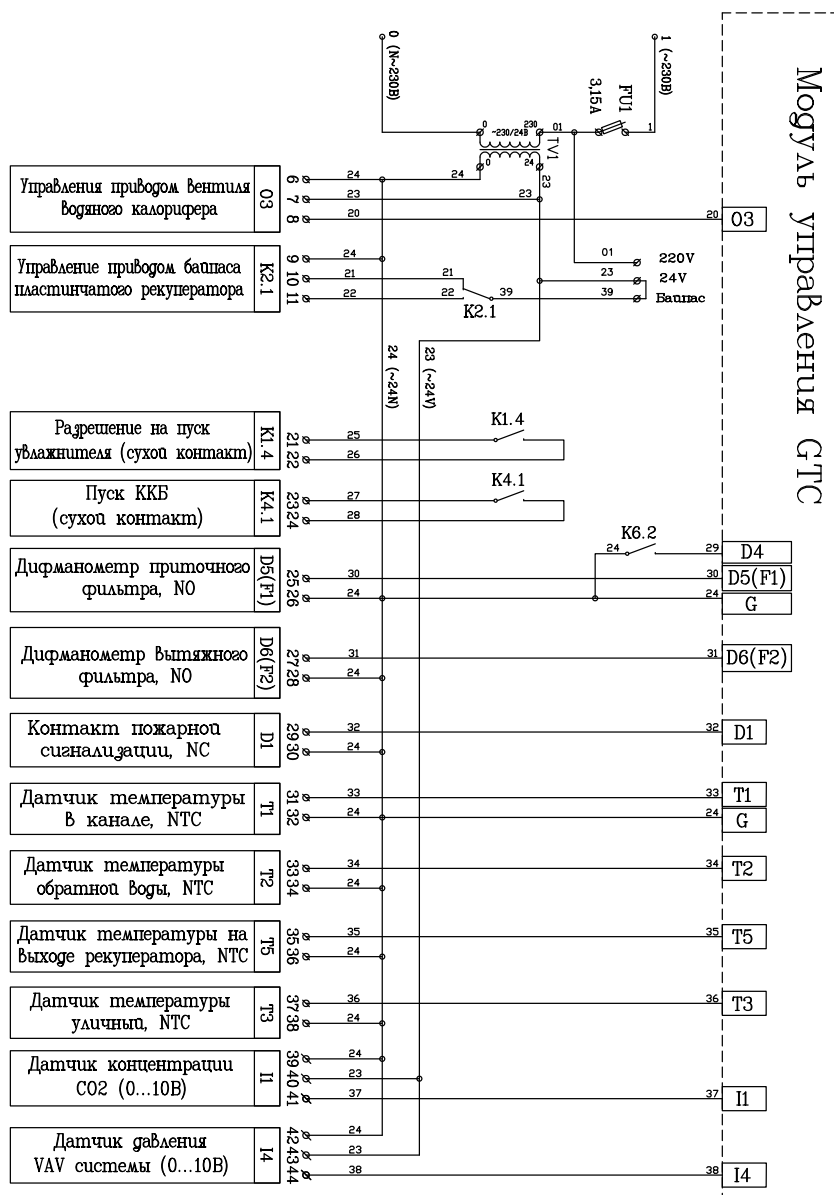 0 (N~230В)
1 (~230В)
FU1
3,15А
1
01
0
~230/24В
230
TV1
0
24
Модуль управления GTC
Управления приводом вентиля
водяного калорифера
O3
6
7
8
24
24
23
23
23
20
20
O3
Управление приводом байпаса
пластинчатого рекуператора
K2.1
9
10
11
24
21
21
22
22
39
K2.1
01
220V
23
24V
39
Байпас
24 (~24N)
23 (~24V)
Разрешение на пуск
увлажнителя (сухой контакт)
K1.4
21
22
25
26
K1.4
Пуск ККБ
(сухой контакт)
K4.1
23
24
27
28
K4.1
K6.2
24
29
D4
Дифманометр приточного
фильтра, NO
D5(F1)
25
26
30
24
30
D5(F1)
24
G
Дифманометр вытяжного
фильтра, NO
D6(F2)
27
28
31
24
31
D6(F2)
Контакт пожарной
сигнализации, NC
D1
29
30
32
24
32
D1
Датчик температуры
в канале, NTC
T1
31
32
33
24
33
T1
24
G
Датчик температуры
обратной воды, NTC
T2
33
34
34
24
34
T2
Датчик температуры на
выходе рекуператора, NTC
T5
35
36
35
24
35
T5
Датчик температуры
уличный, NTC
T3
37
38
36
24
36
T3
Датчик концентрации
CO2 (0...10В)
I1
39
40
41
24
23
37
37
I1
Датчик давления
VAV системы (0...10В)
I4
42
43
44
24
23
38
38
I4